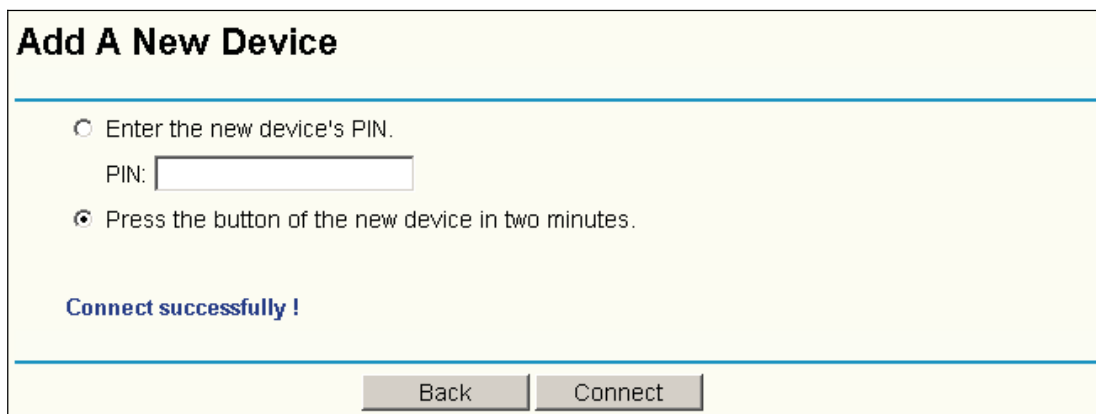 Add A New Device
Enter the new device's PIN.
PIN:
Press the button of the new device in two minutes.
Connect successfully !
Back Connect